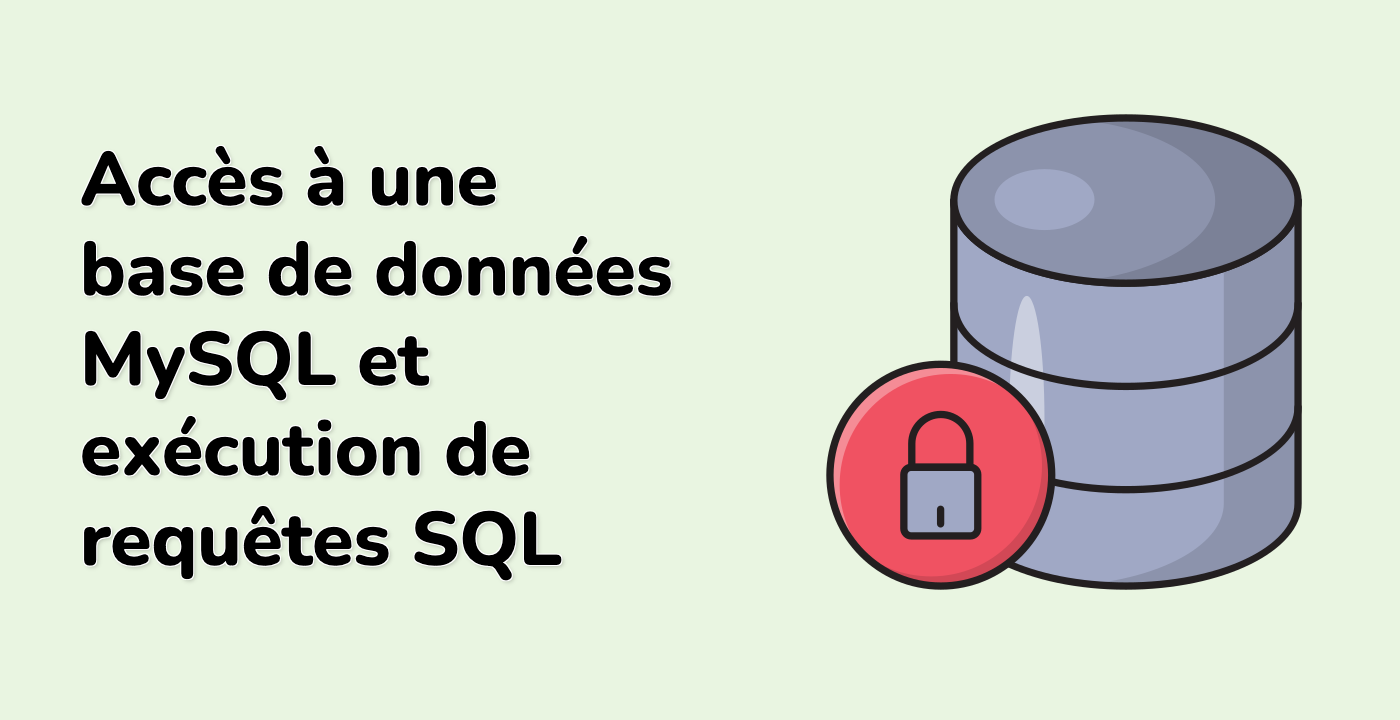 Accès à une
base de données
MySQL et
exécution de
requêtes SQL